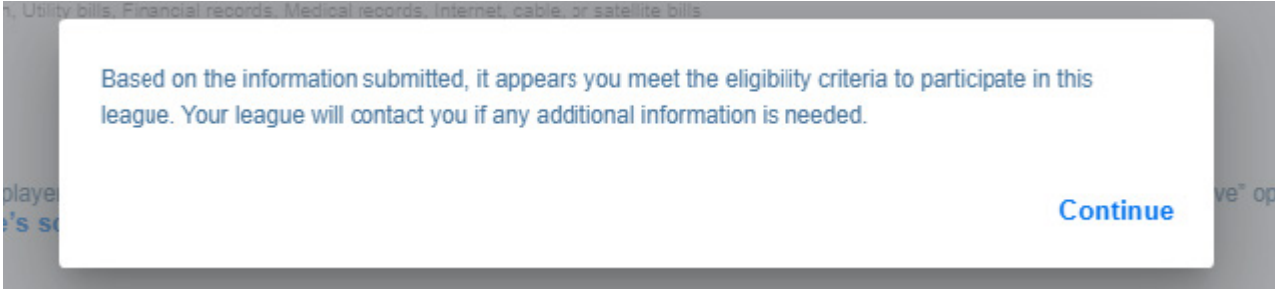 Utility bills, Financial records, Medical records, Internet, cable, or satellite bills
Based on the information submitted, it appears you meet the eligibility criteria to participate in this
league. Your league will contact you if any additional information is needed.
Continue